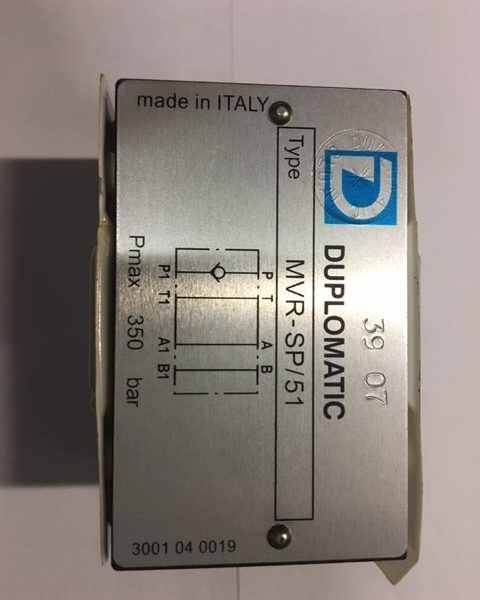 made in ITALY
DUPLOMATIC
39 07
Type
MVR-SP/51
P T A B
P1 T1 A1 B1
Pmax 350 bar
3001 04 0019